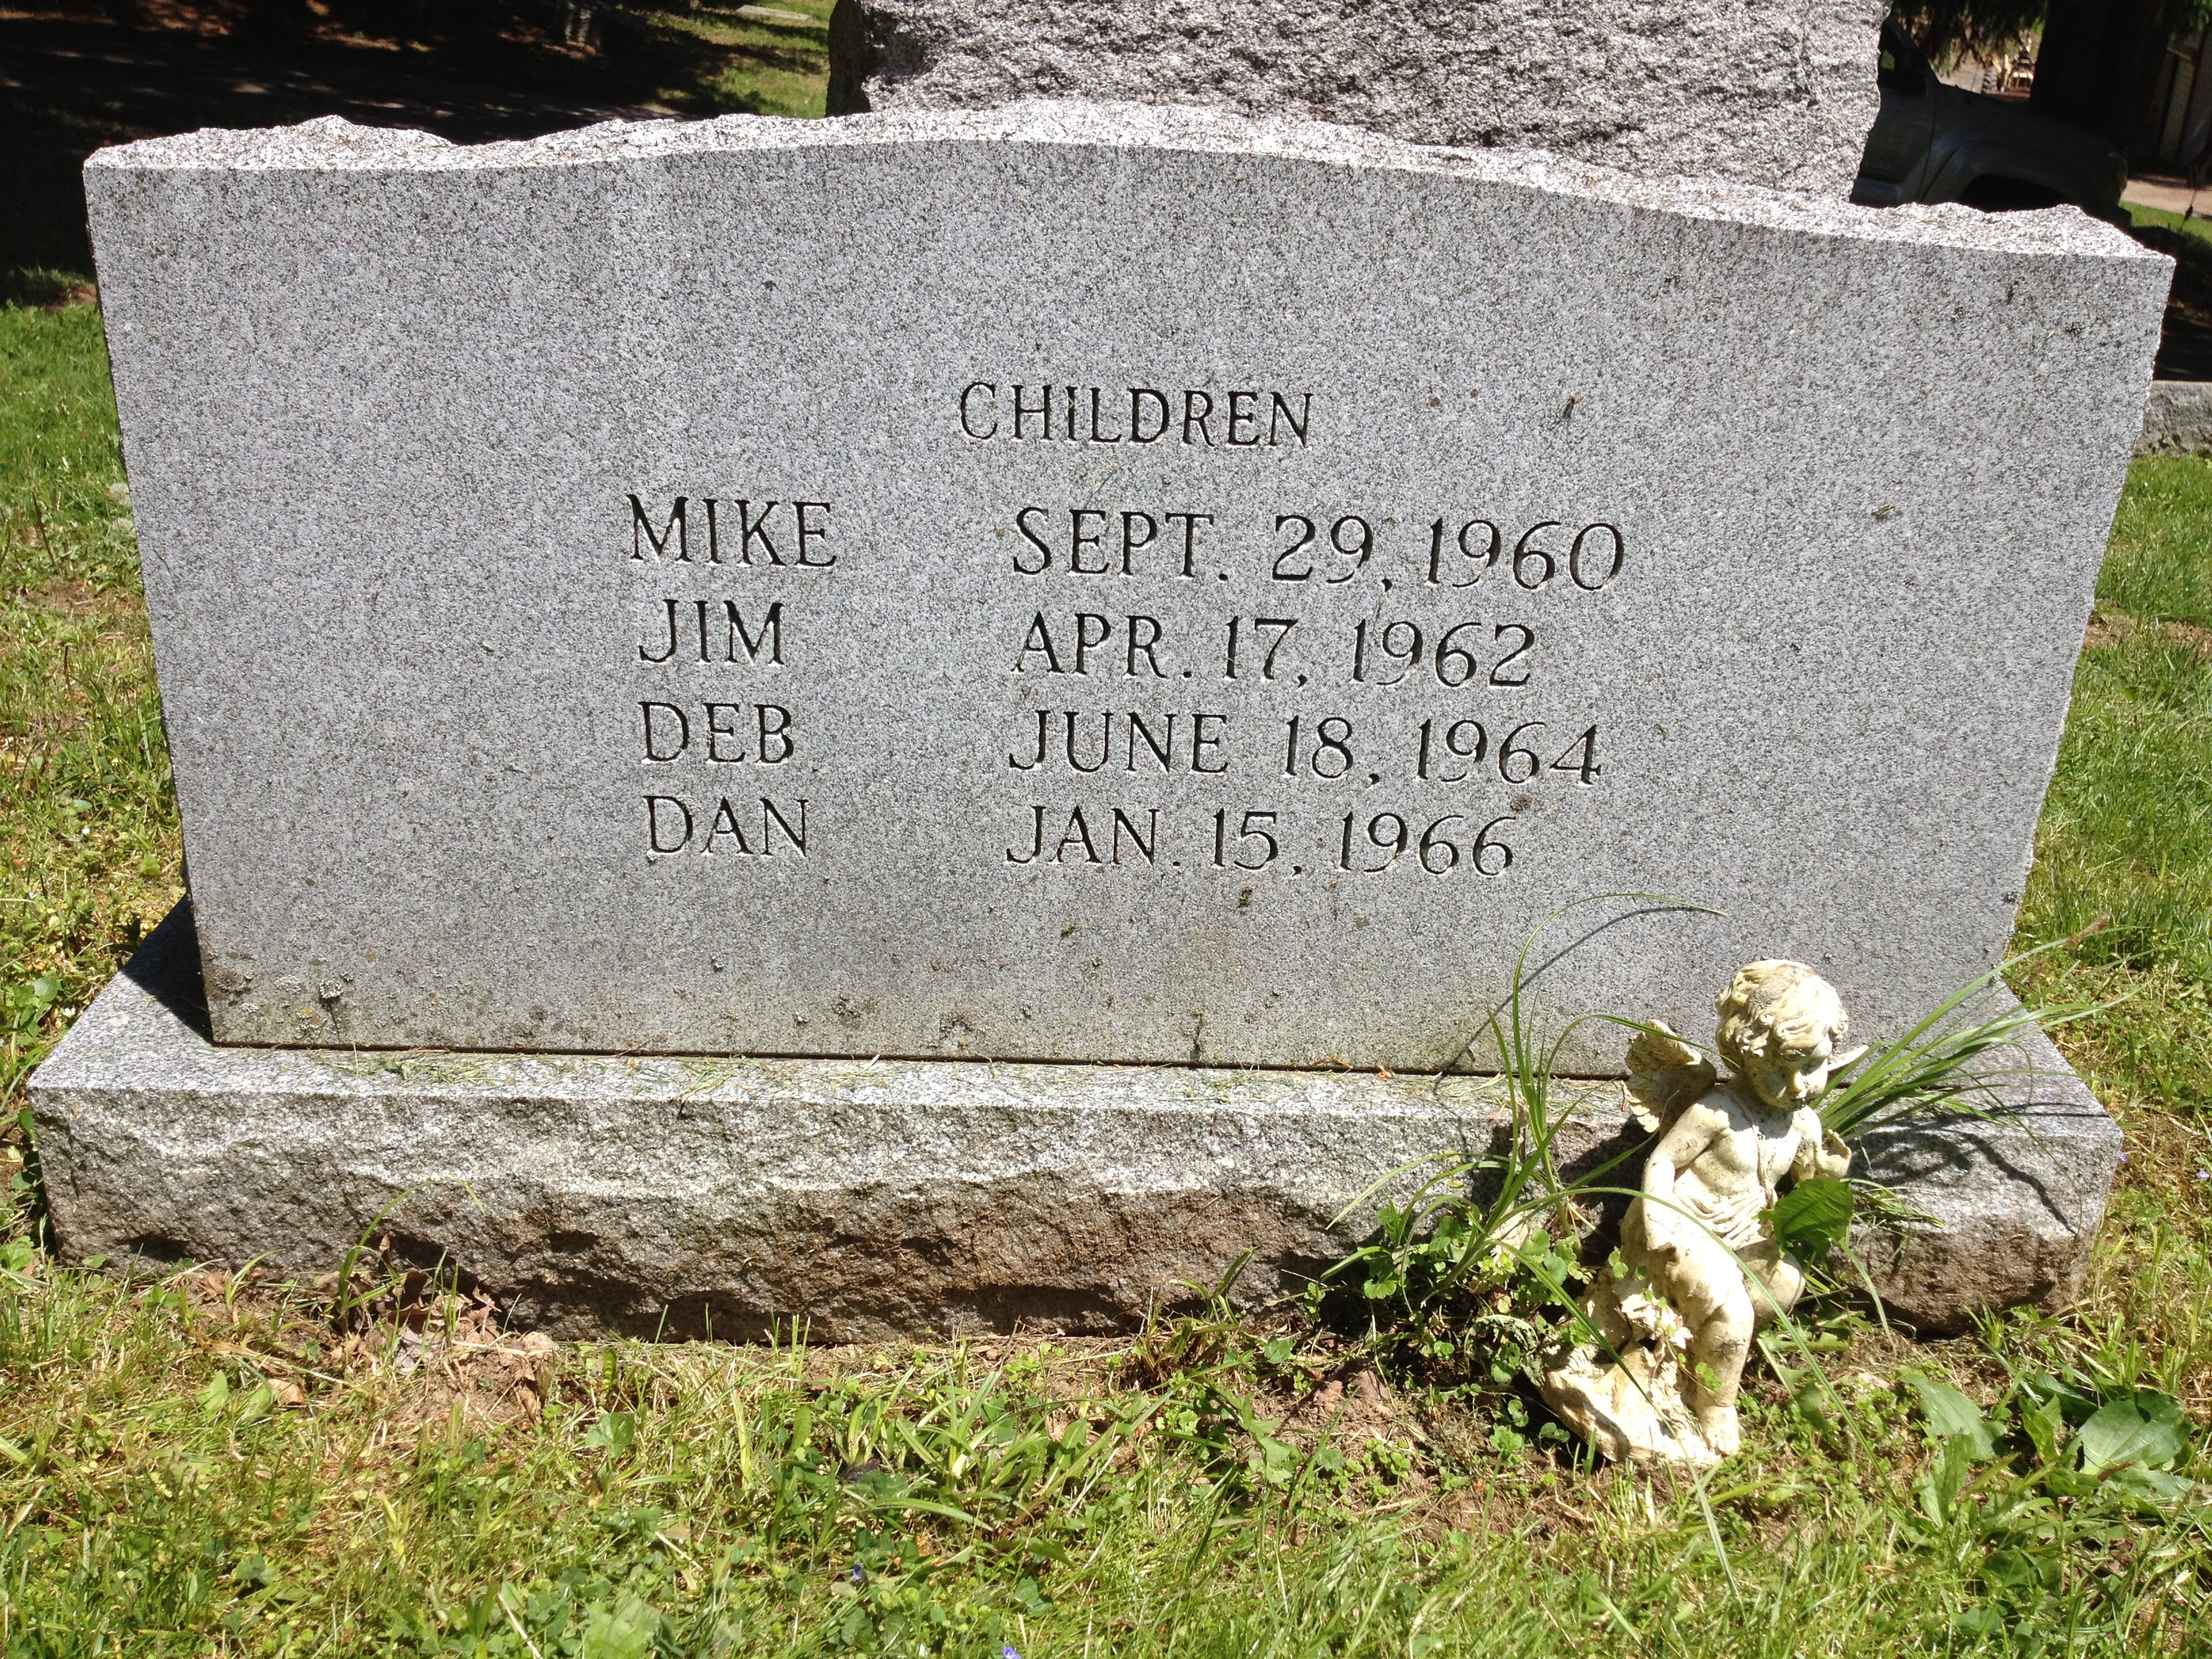 CHILDREN
MIKE SEPT. 29, 1960
JIM APR. 17, 1962
DEB JUNE 18, 1964
DAN JAN. 15, 1966